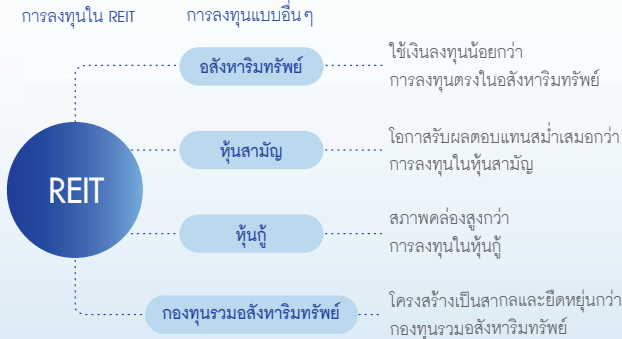 การลงทุนใน REIT
การลงทุนแบบอื่นๆ
REIT
อสังหาริมทรัพย์
ใช้เงินลงทุนน้อยกว่า
การลงทุนตรงในอสังหาริมทรัพย์
หุ้นสามัญ
โอกาสรับผลตอบแทนสม่ำเสมอกว่า
การลงทุนในหุ้นสามัญ
หุ้นกู้
สภาพคล่องสูงกว่า
การลงทุนในหุ้นกู้
กองทุนรวมอสังหาริมทรัพย์
โครงสร้างเป็นสากลและยืดหยุ่นกว่า
กองทุนรวมอสังหาริมทรัพย์